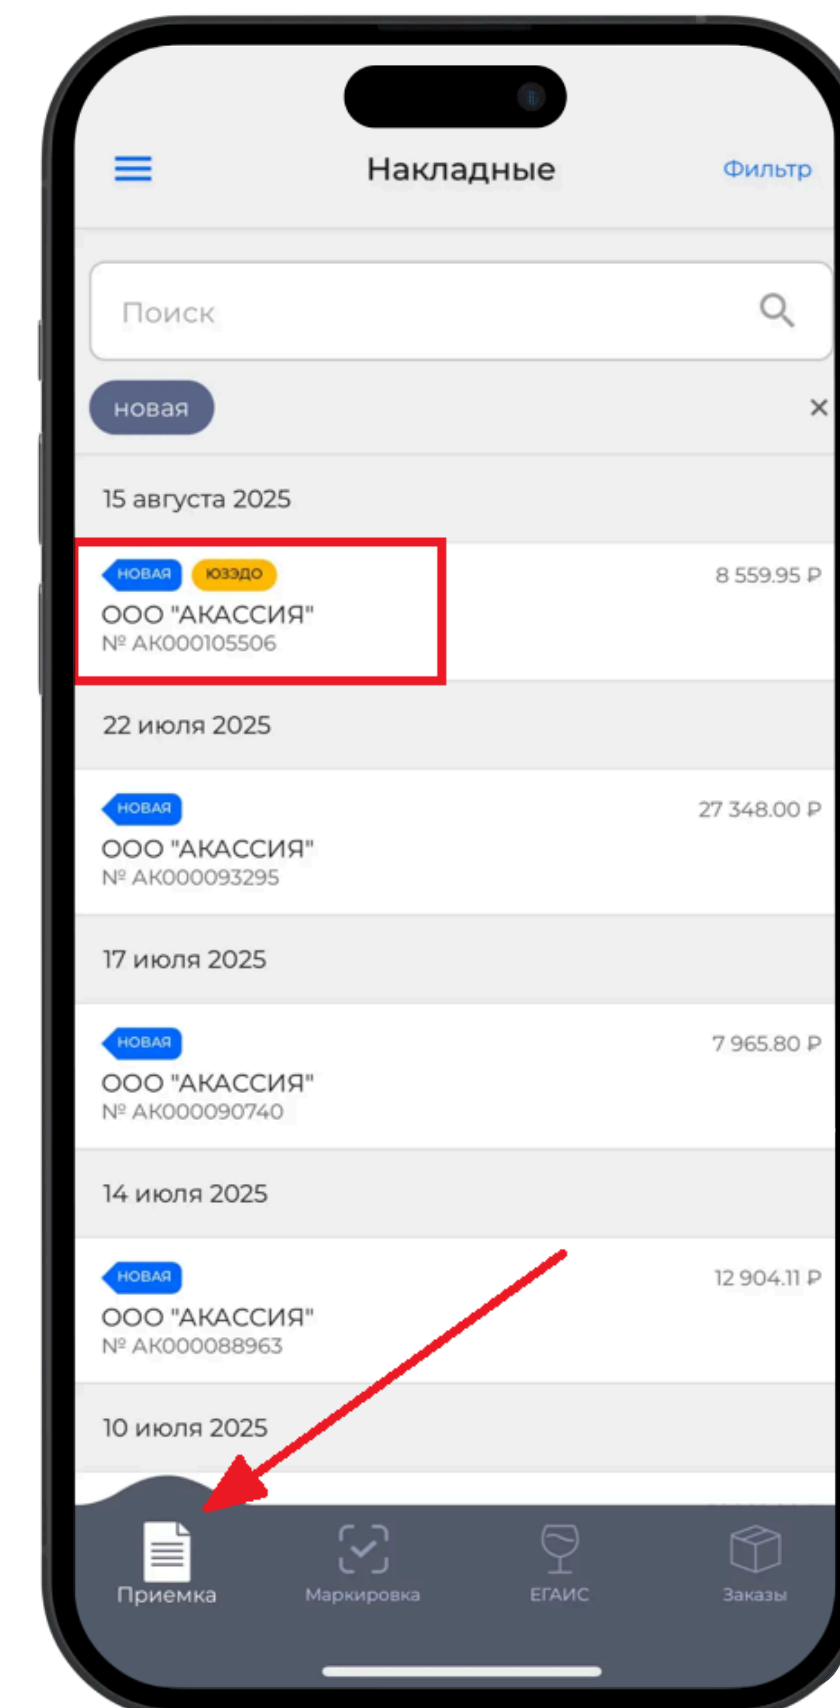 Накладные
Фильтр
Поиск
новая
15 августа 2025
НОВАЯ ЮЗЭДО
8 559.95 ₽
ООО "АКАССИЯ"
№ АК000105506
22 июля 2025
НОВАЯ
27 348.00 ₽
ООО "АКАССИЯ"
№ АК000093295
17 июля 2025
НОВАЯ
7 965.80 ₽
ООО "АКАССИЯ"
№ АК000090740
14 июля 2025
НОВАЯ
12 904.11 ₽
ООО "АКАССИЯ"
№ АК000088963
10 июля 2025
Приемка
Маркировка
ЕГАИС
Заказы